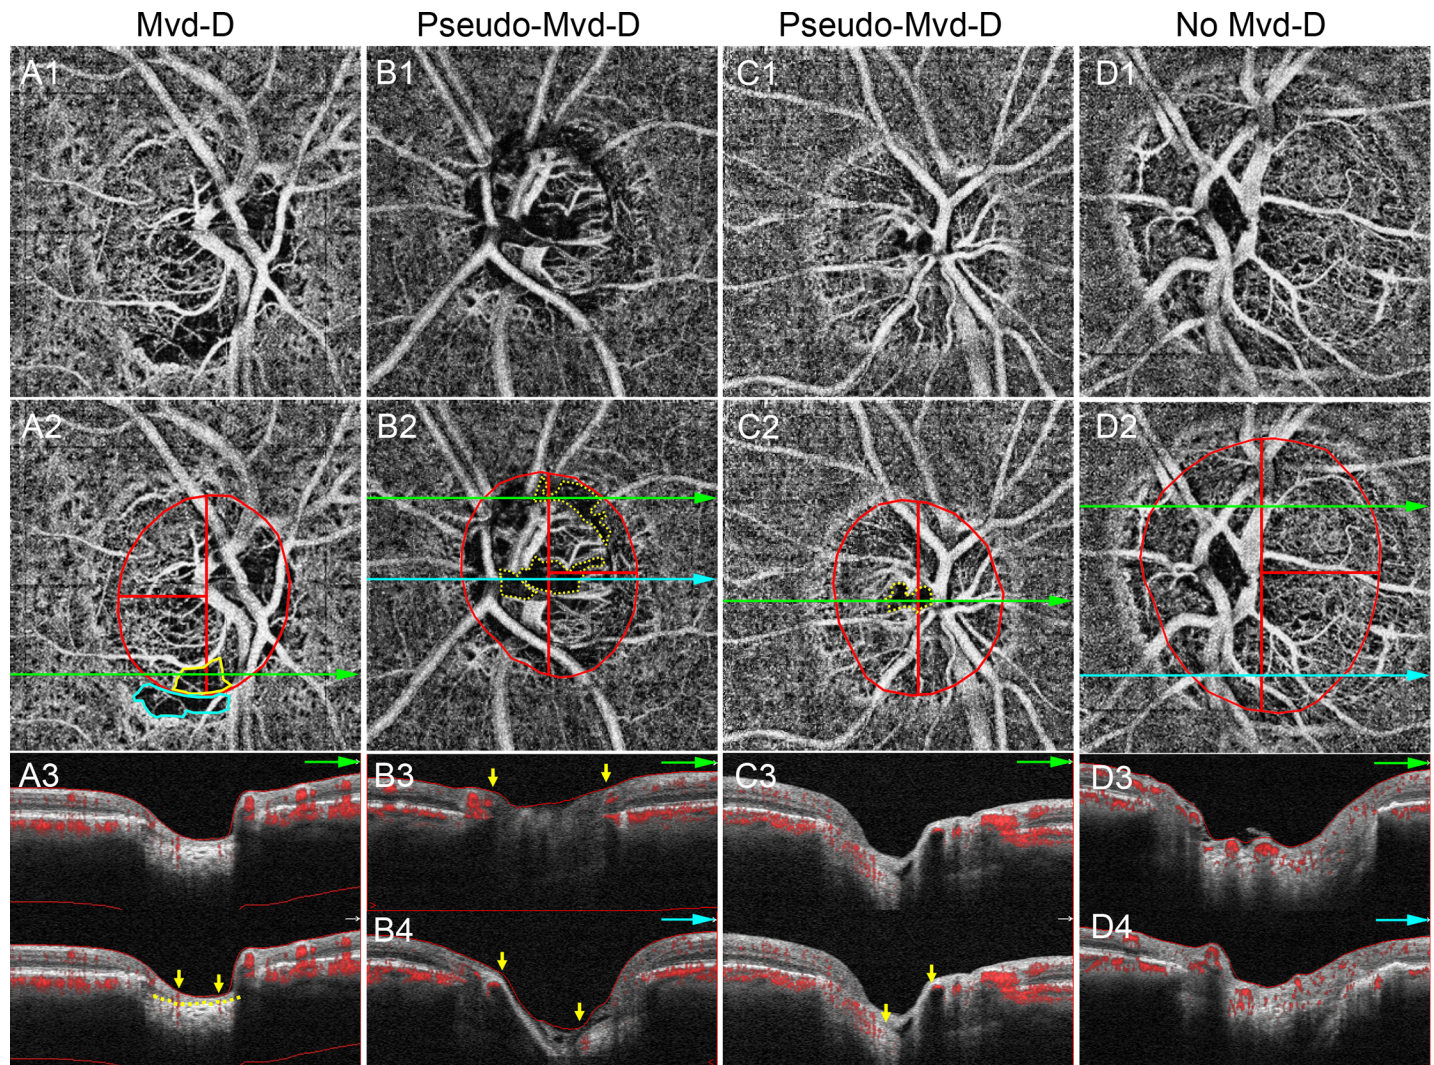 Mvd-D Pseudo-Mvd-D Pseudo-Mvd-D No Mvd-D
A1 B1 C1 D1
A2 B2 C2 D2
A3 B3 C3 D3
B4 D4